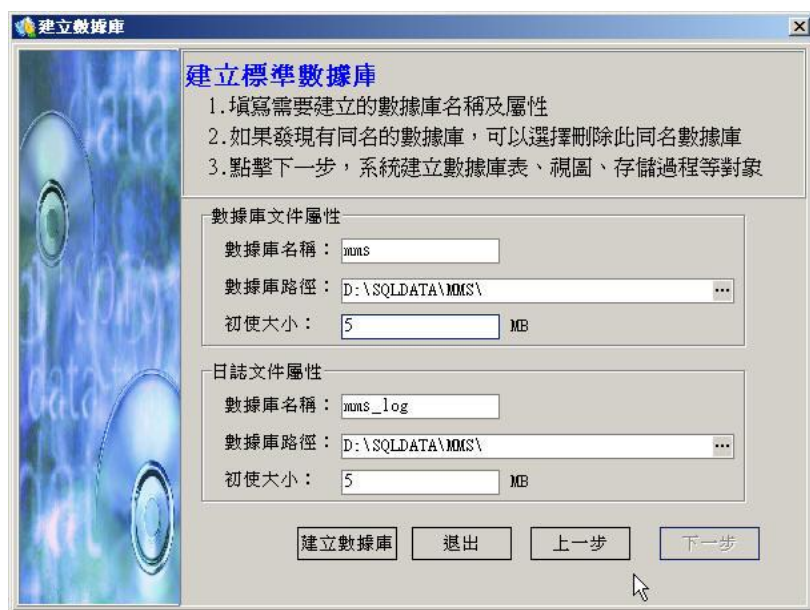 建立數據庫
建立標準數據庫
1.填寫需要建立的數據庫名稱及屬性
2.如果發現有同名的數據庫，可以選擇刪除此同名數據庫
3.點擊下一步，系統建立數據庫表、視圖、存儲過程等對象
數據庫文件屬性
數據庫名稱： mms
數據庫路徑： D:\SQLDATA\MMS\ ...
初使大小： 5 MB
日誌文件屬性
數據庫名稱： mms_log
數據庫路徑： D:\SQLDATA\MMS\ ...
初使大小： 5 MB
建立數據庫 退出 上一步 下一步